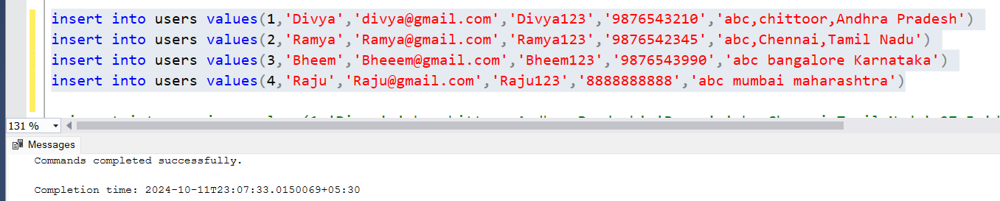 insert into users values(1,'Divya','divya@gmail.com','Divya123','9876543210','abc,chittoor,Andhra Pradesh')
insert into users values(2,'Ramya','Ramya@gmail.com','Ramya123','9876542345','abc,Chennai,Tamil Nadu')
insert into users values(3,'Bheem','Bheeem@gmail.com','Bheem123','9876543990','abc bangalore Karnataka')
insert into users values(4,'Raju','Raju@gmail.com','Raju123','8888888888','abc mumbai maharashtra')
131 %
Messages
Commands completed successfully.
Completion time: 2024-10-11T23:07:33.0150069+05:30